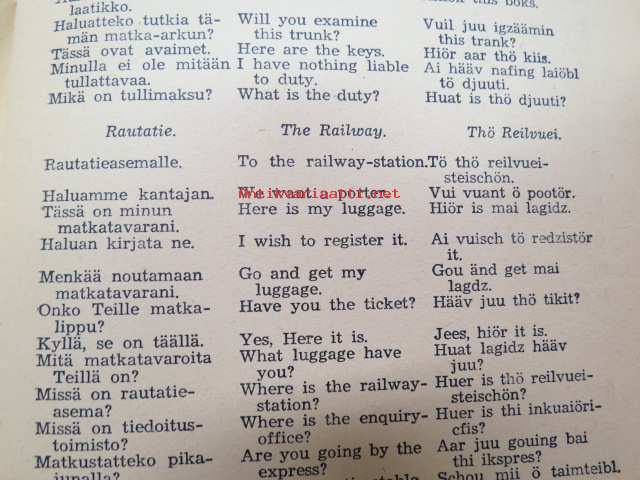 laatikko.
Haluatteko tutkia tä-
män matka-arkun?
Tässä ovat avaimet.
Minulla ei ole mitään
tullattavaa.
Mikä on tullimaksu?
Rautatie.
Rautatieasemalle.
Haluamme kantajan.
Tässä on minun
matkatavarani.
Haluan kirjata ne.
Menkää noutamaan
matkatavarani.
Onko Teille matka-
lippu?
Kyllä, se on täällä.
Mitä matkatavaroita
Teillä on?
Missä on rautatie-
asema?
Missä on tiedoitus-
toimisto?
Matkustatteko pika-
junalla?
Will you examine
this trunk?
Here are the keys.
I have nothing liable
to duty.
What is the duty?
The Railway.
To the railway-station.
We want a porter.
Here is my luggage.
I wish to register it.
Go and get my
luggage.
Have you the ticket?
Yes, Here it is.
What luggage have
you?
Where is the railway-
station?
Where is the enquiry-
office?
Are you going by the
express?
this boks.
Vuil juu igzäämin
this trank?
Hiör aar thö kiis.
Ai hääv nafing laiöbl
tö djuuti.
Huat is thö djuuti?
Thö Reilvuei.
Tö thö reilvuei-
steischön.
Vui vuant ö pootör.
Hiör is mai lagidz.
Ai vuisch tö redzistör
it.
Gou änd get mai
lagdz.
Hääv juu thö tikit?
Jees, hiör it is.
Huat lagidz hääv
juu?
Huer is thö reilvuei-
steischön?
Huer is thi inkuaiöri-
cfis?
Aar juu gouing bai
thi ikspres?
Schou mii ö taimteibl.